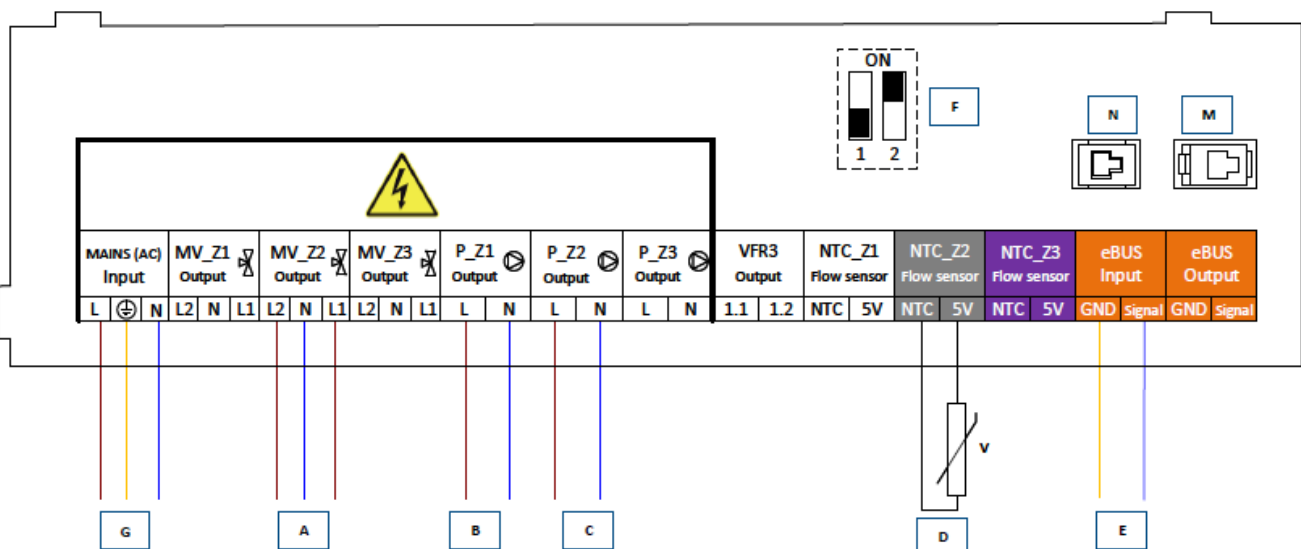 ON
F
N
M
1 2
MAINS (AC) MV_Z1 MV_Z2 MV_Z3 P_Z1 P_Z2 P_Z3 VFR3 NTC_Z1 NTC_Z2 NTC_Z3 eBUS eBUS
Input Output Output Output Output Output Output Output Flow sensor Flow sensor Flow sensor Input Output
L N L2 N L1 L2 N L1 L2 N L1 L N L N L N 1.1 1.2 NTC 5V NTC 5V NTC 5V GND Signal GND Signal
V
G A B C D E